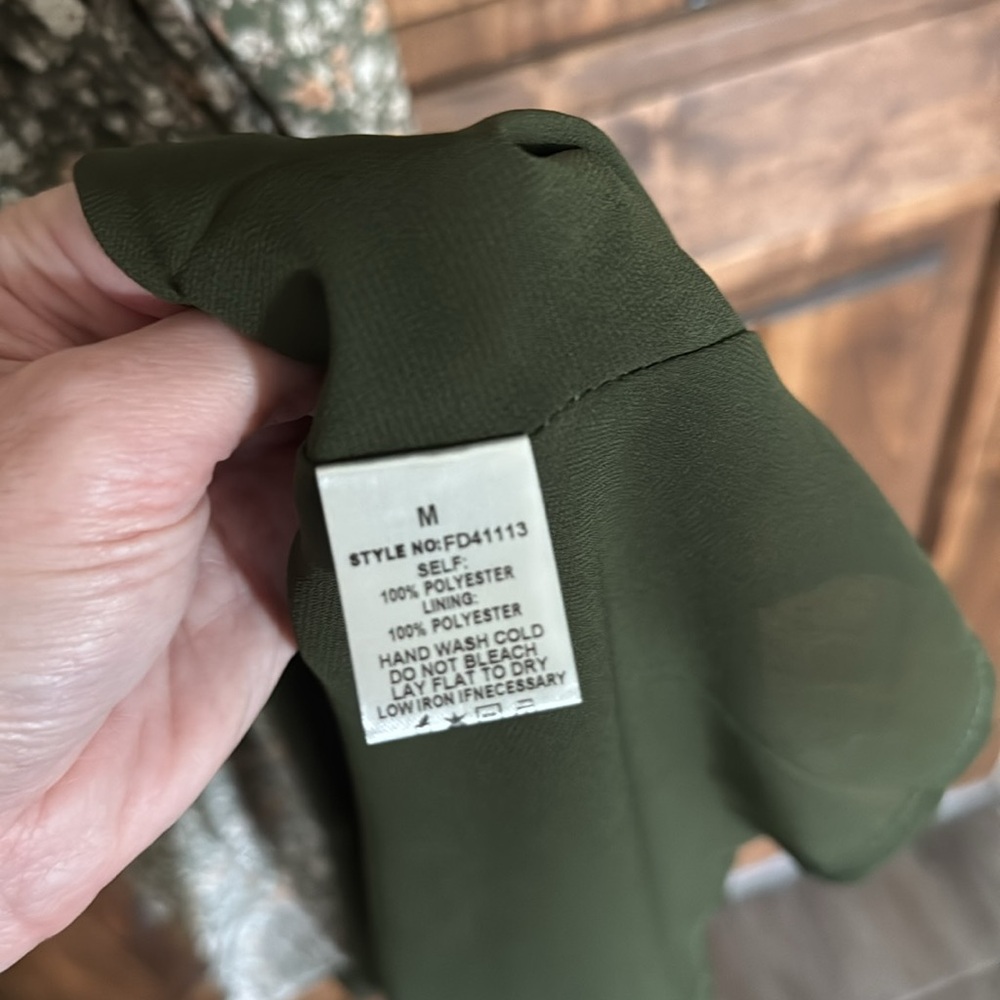 M
STYLE NO:FD41113
SELF:
100% POLYESTER
LINING:
100% POLYESTER
HAND WASH COLD
DO NOT BLEACH
LAY FLAT TO DRY
LOW IRON IFNECESSARY